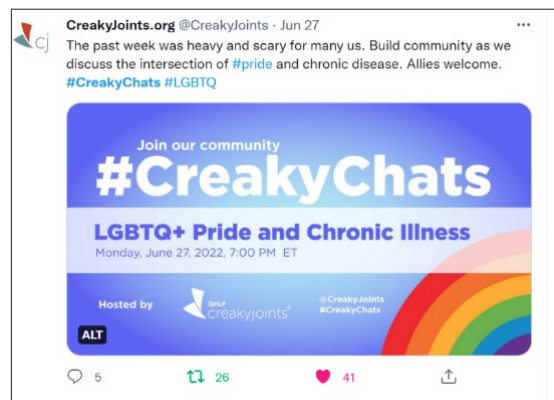 CreakyJoints.org @CreakyJoints · Jun 27
cj
The past week was heavy and scary for many us. Build community as we
discuss the intersection of #pride and chronic disease. Allies welcome.
#CreakyChats #LGBTQ
Join our community
#CreakyChats
LGBTQ+ Pride and Chronic Illness
Monday, June 27, 2022, 7:00 PM ET
Hosted by
GHLF
creakyjoints®
@CreakyJoints
#CreakyChats
ALT
5
26
41